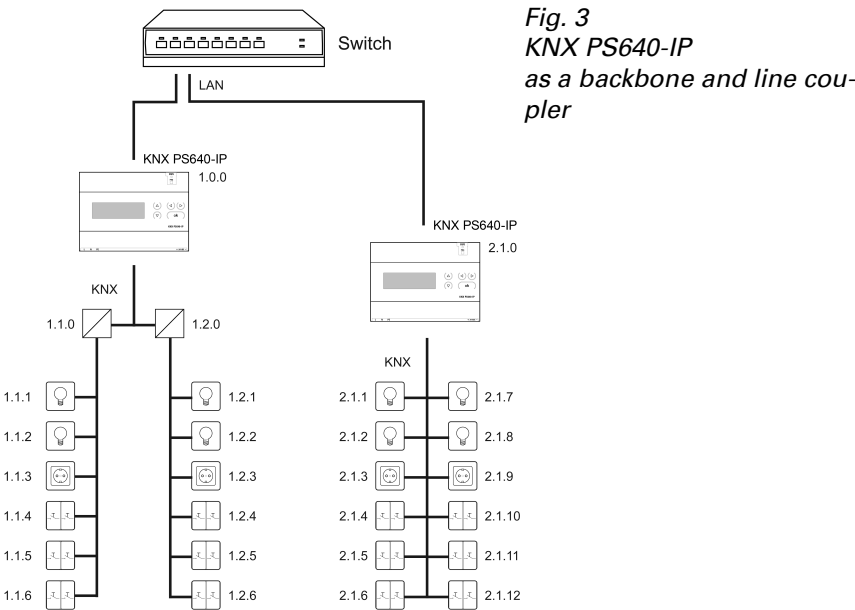 Fig. 3
KNX PS640-IP
as a backbone and line cou-
pler
Switch
LAN
KNX PS640-IP
1.0.0
ok
KNX PS640-IP
2.1.0
ok
KNX
1.1.0
1.2.0
KNX
1.1.1
1.2.1
2.1.1
2.1.7
1.1.2
1.2.2
2.1.2
2.1.8
1.1.3
1.2.3
2.1.3
2.1.9
1.1.4
1.2.4
2.1.4
2.1.10
1.1.5
1.2.5
2.1.5
2.1.11
1.1.6
1.2.6
2.1.6
2.1.12